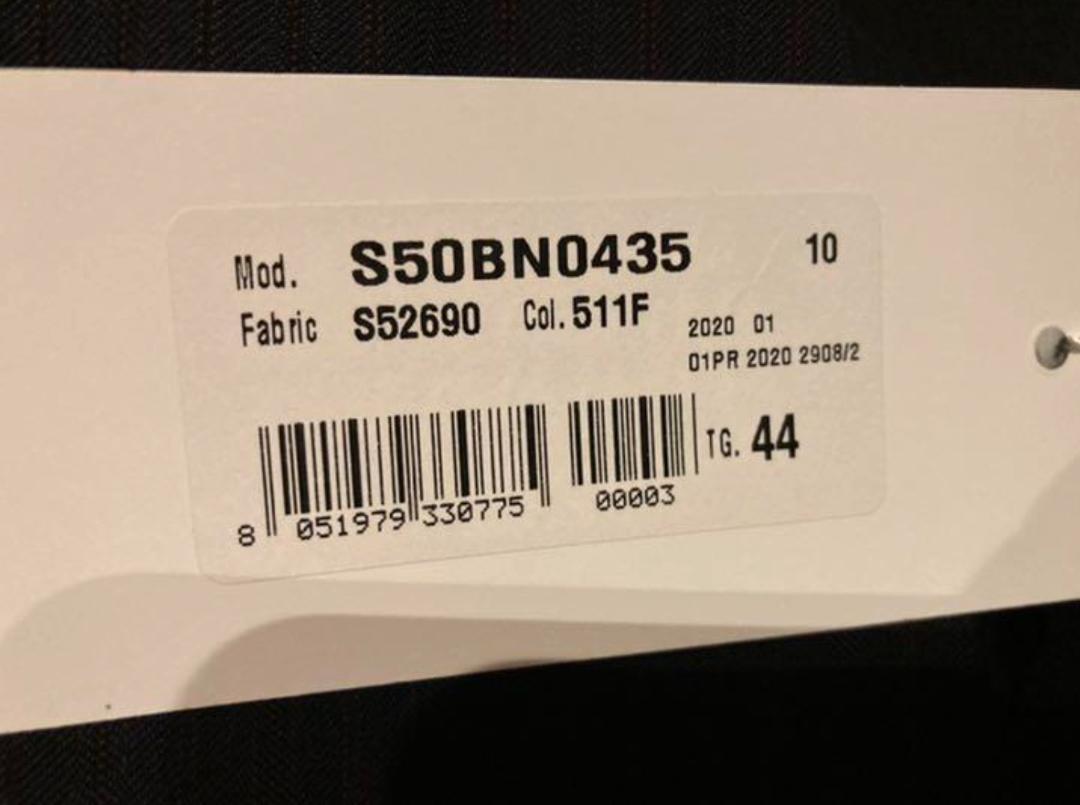 Mod. S50BN0435 10
Fabric S52690 Col. 511F
2020 01
01PR 2020 2908/2
TG. 44
8 051979 330775 00003